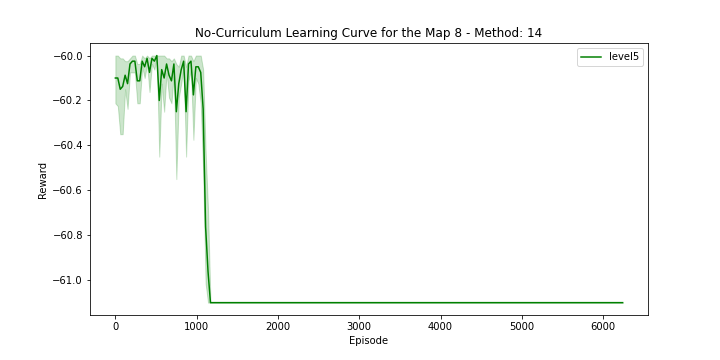 No-Curriculum Learning Curve for the Map 8 - Method: 14
level5
−60.0
−60.2
−60.4
−60.6
−60.8
−61.0
Reward
0 1000 2000 3000 4000 5000 6000
Episode